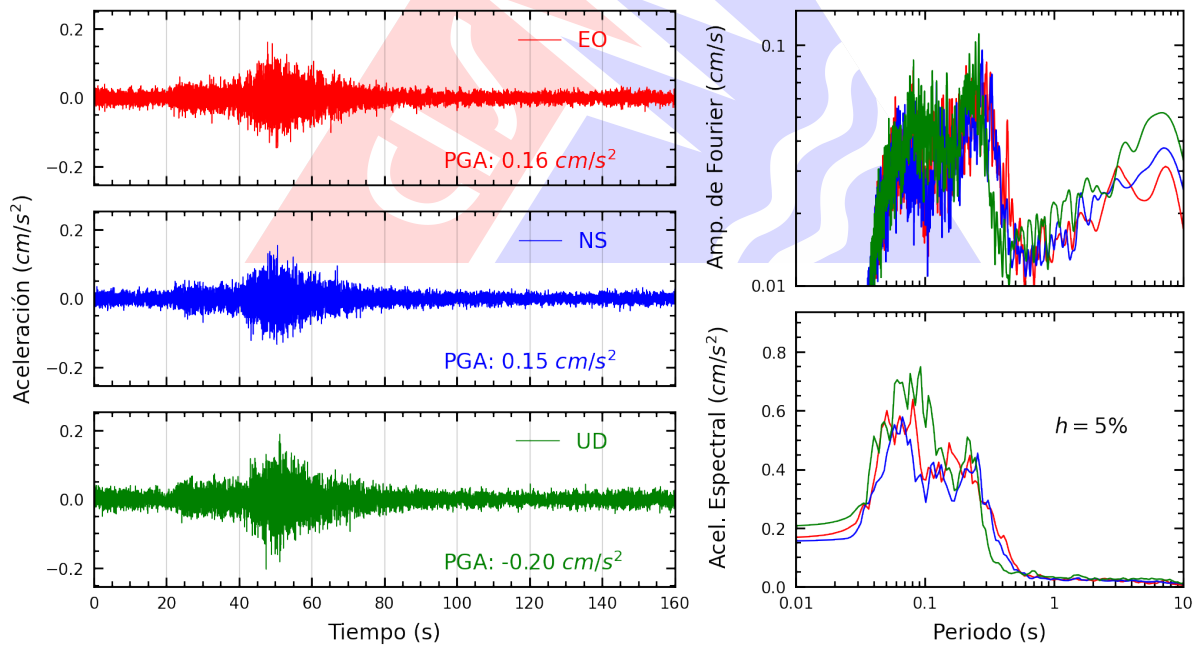 Aceleración (cm/s²)
0.2
0.0
−0.2
EO
PGA: 0.16 cm/s²
0.2
0.0
−0.2
NS
PGA: 0.15 cm/s²
0.2
0.0
−0.2
UD
PGA: -0.20 cm/s²
0 20 40 60 80 100 120 140 160
Tiempo (s)
Amp. de Fourier (cm/s)
0.1
0.01
Acel. Espectral (cm/s²)
0.8
0.6
0.4
0.2
0.0
h = 5%
0.01 0.1 1 10
Periodo (s)